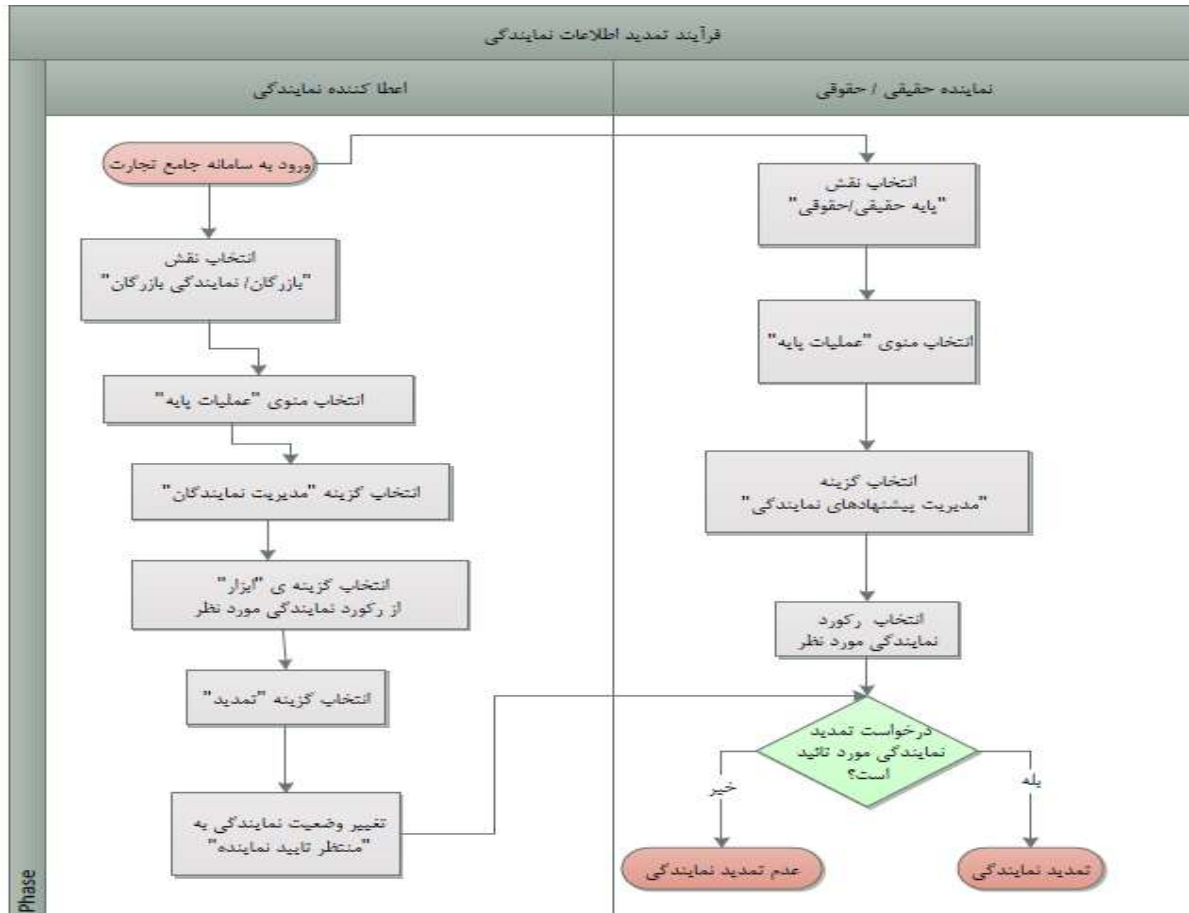 فرآیند تمدید اطلاعات نمایندگی
نماینده حقیقی / حقوقی
اعطا کننده نمایندگی
ورود به سامانه جامع تجارت
انتخاب نقش
"بازرگان/ نمایندگی بازرگان"
انتخاب منوی "عملیات پایه"
انتخاب گزینه "مدیریت نمایندگان"
انتخاب گزینه ی "ابزار"
از رکورد نمایندگی مورد نظر
انتخاب گزینه "تمدید"
تغییر وضعیت نمایندگی به
"منتظر تایید نماینده"
انتخاب نقش
"پایه حقیقی/حقوقی"
انتخاب منوی "عملیات پایه"
انتخاب گزینه
"مدیریت پیشنهادهای نمایندگی"
انتخاب رکورد
نمایندگی مورد نظر
درخواست تمدید
نمایندگی مورد تائید
است؟
بله
خیر
تمدید نمایندگی
عدم تمدید نمایندگی
Phase